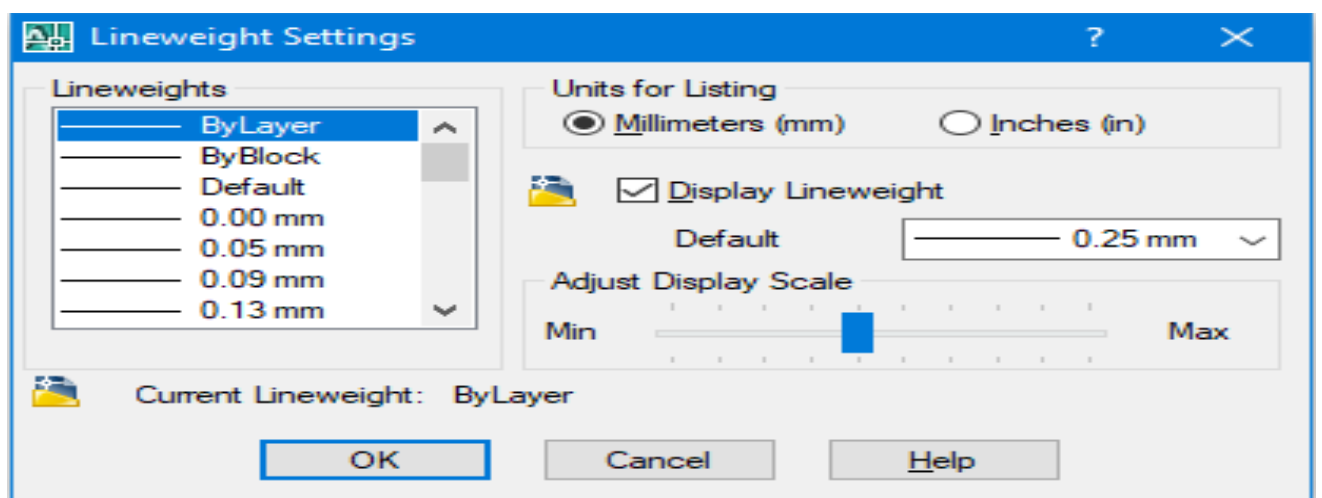 Lineweight Settings ? ✕
Lineweights
ByLayer
ByBlock
Default
0.00 mm
0.05 mm
0.09 mm
0.13 mm
Units for Listing
Millimeters (mm) Inches (in)
Display Lineweight
Default 0.25 mm
Adjust Display Scale
Min Max
Current Lineweight: ByLayer
OK Cancel Help